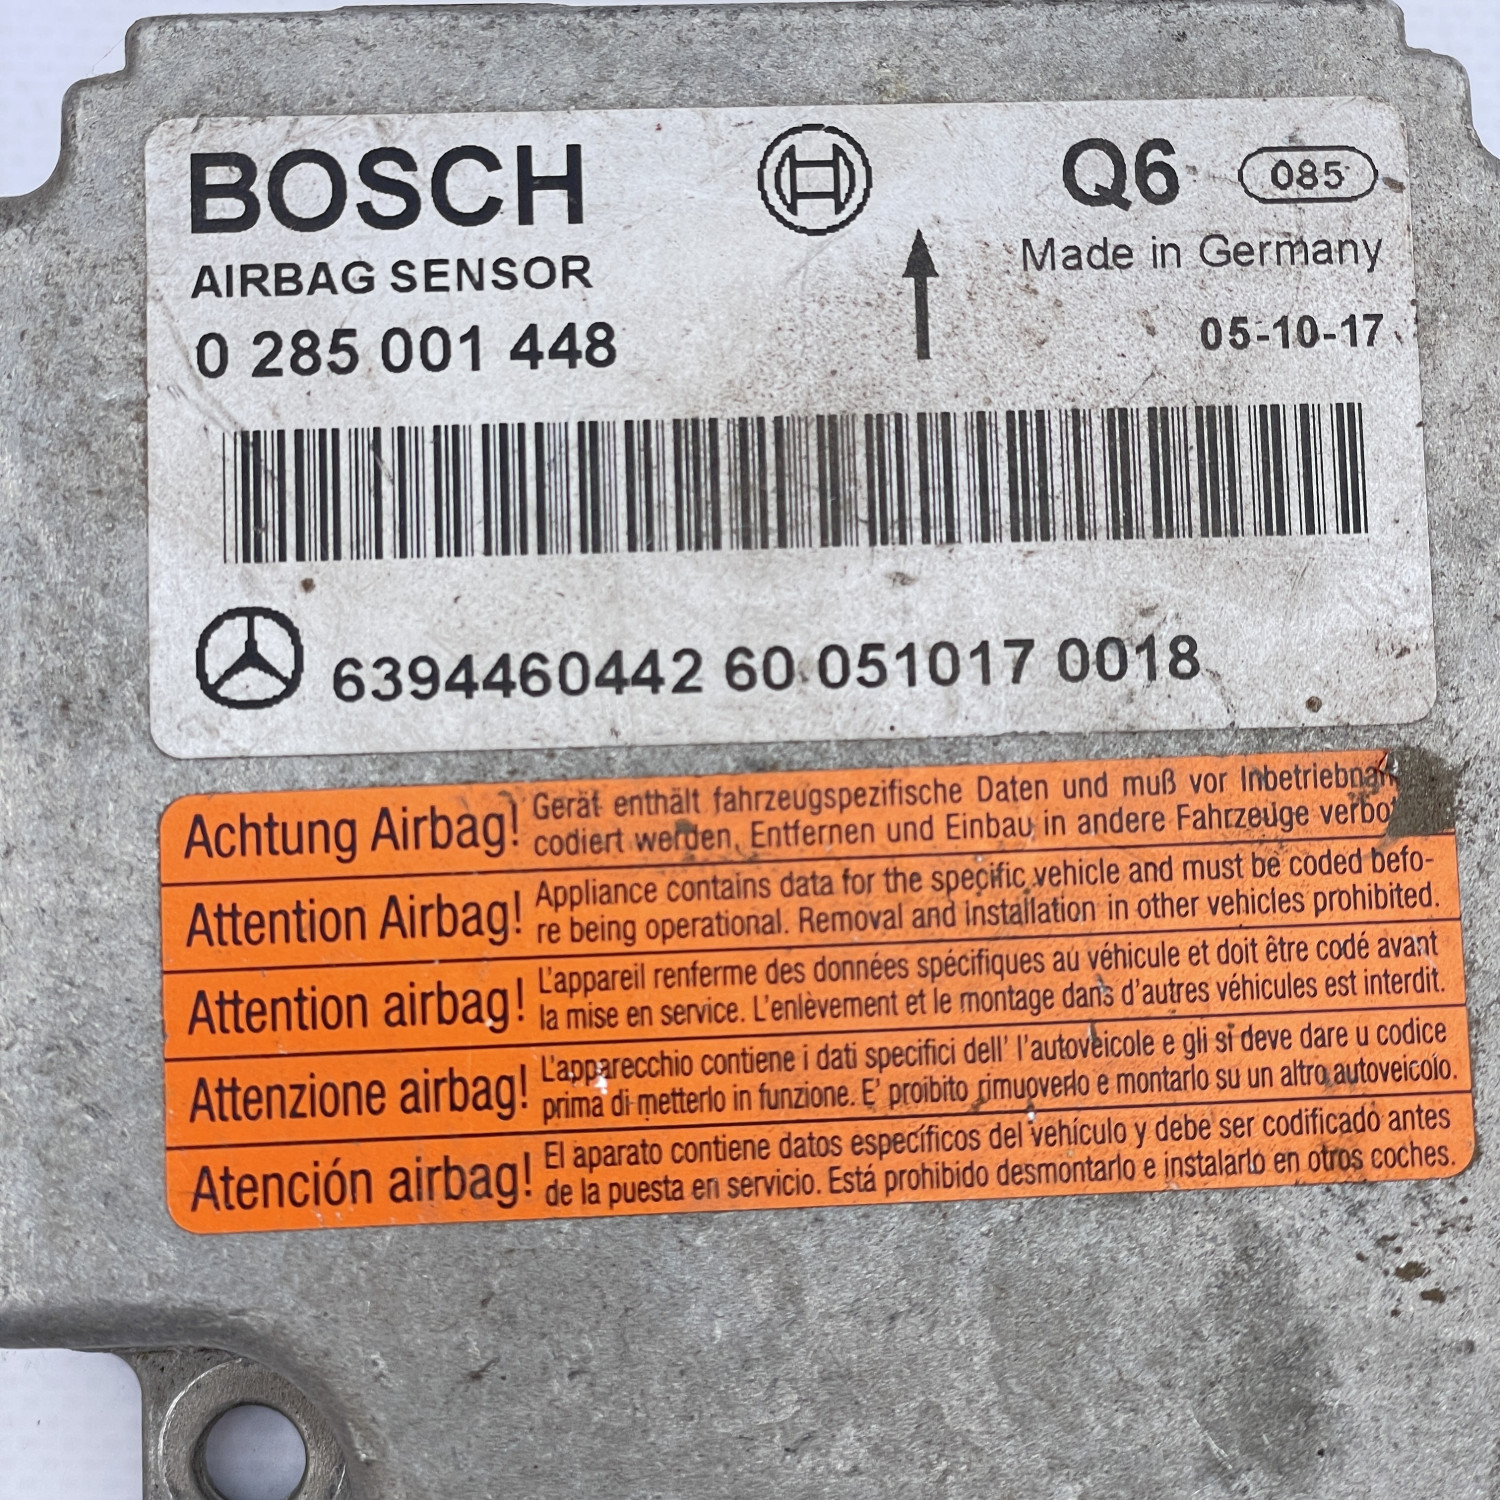 BOSCH
Q6 085
AIRBAG SENSOR
Made in Germany
0 285 001 448
05-10-17
6394460442 60 051017 0018
Achtung Airbag!
Gerät enthält fahrzeugspezifische Daten und muß vor
codiert werden. Entfernen und Einbau in andere Fahrzeuge
Attention Airbag!
Appliance contains data for the specific vehicle and must be coded befo-
re being operational. Removal and installation in other vehicles prohibited.
Attention airbag!
L'appareil renferme des données spécifiques au véhicule et doit être codé avant
la mise en service. L'enlèvement et le montage dans d'autres véhicules est interdit.
Attenzione airbag!
L'apparecchio contiene i dati specifici dell' l'autoveicole e gli si deve dare u codice
prima di metterlo in funzione. E' proibito rimuoverlo e montarlo su un altro autoveicolo.
Atención airbag!
El aparato contiene datos específicos del vehículo y debe ser codificado antes
de la puesta en servicio. Está prohibido desmontarlo e instalarlo en otros coches.